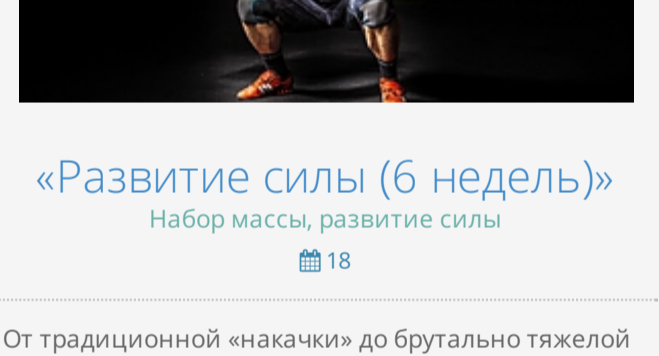 «Развитие силы (6 недель)»
Набор массы, развитие силы
18
От традиционной «накачки» до брутально тяжелой